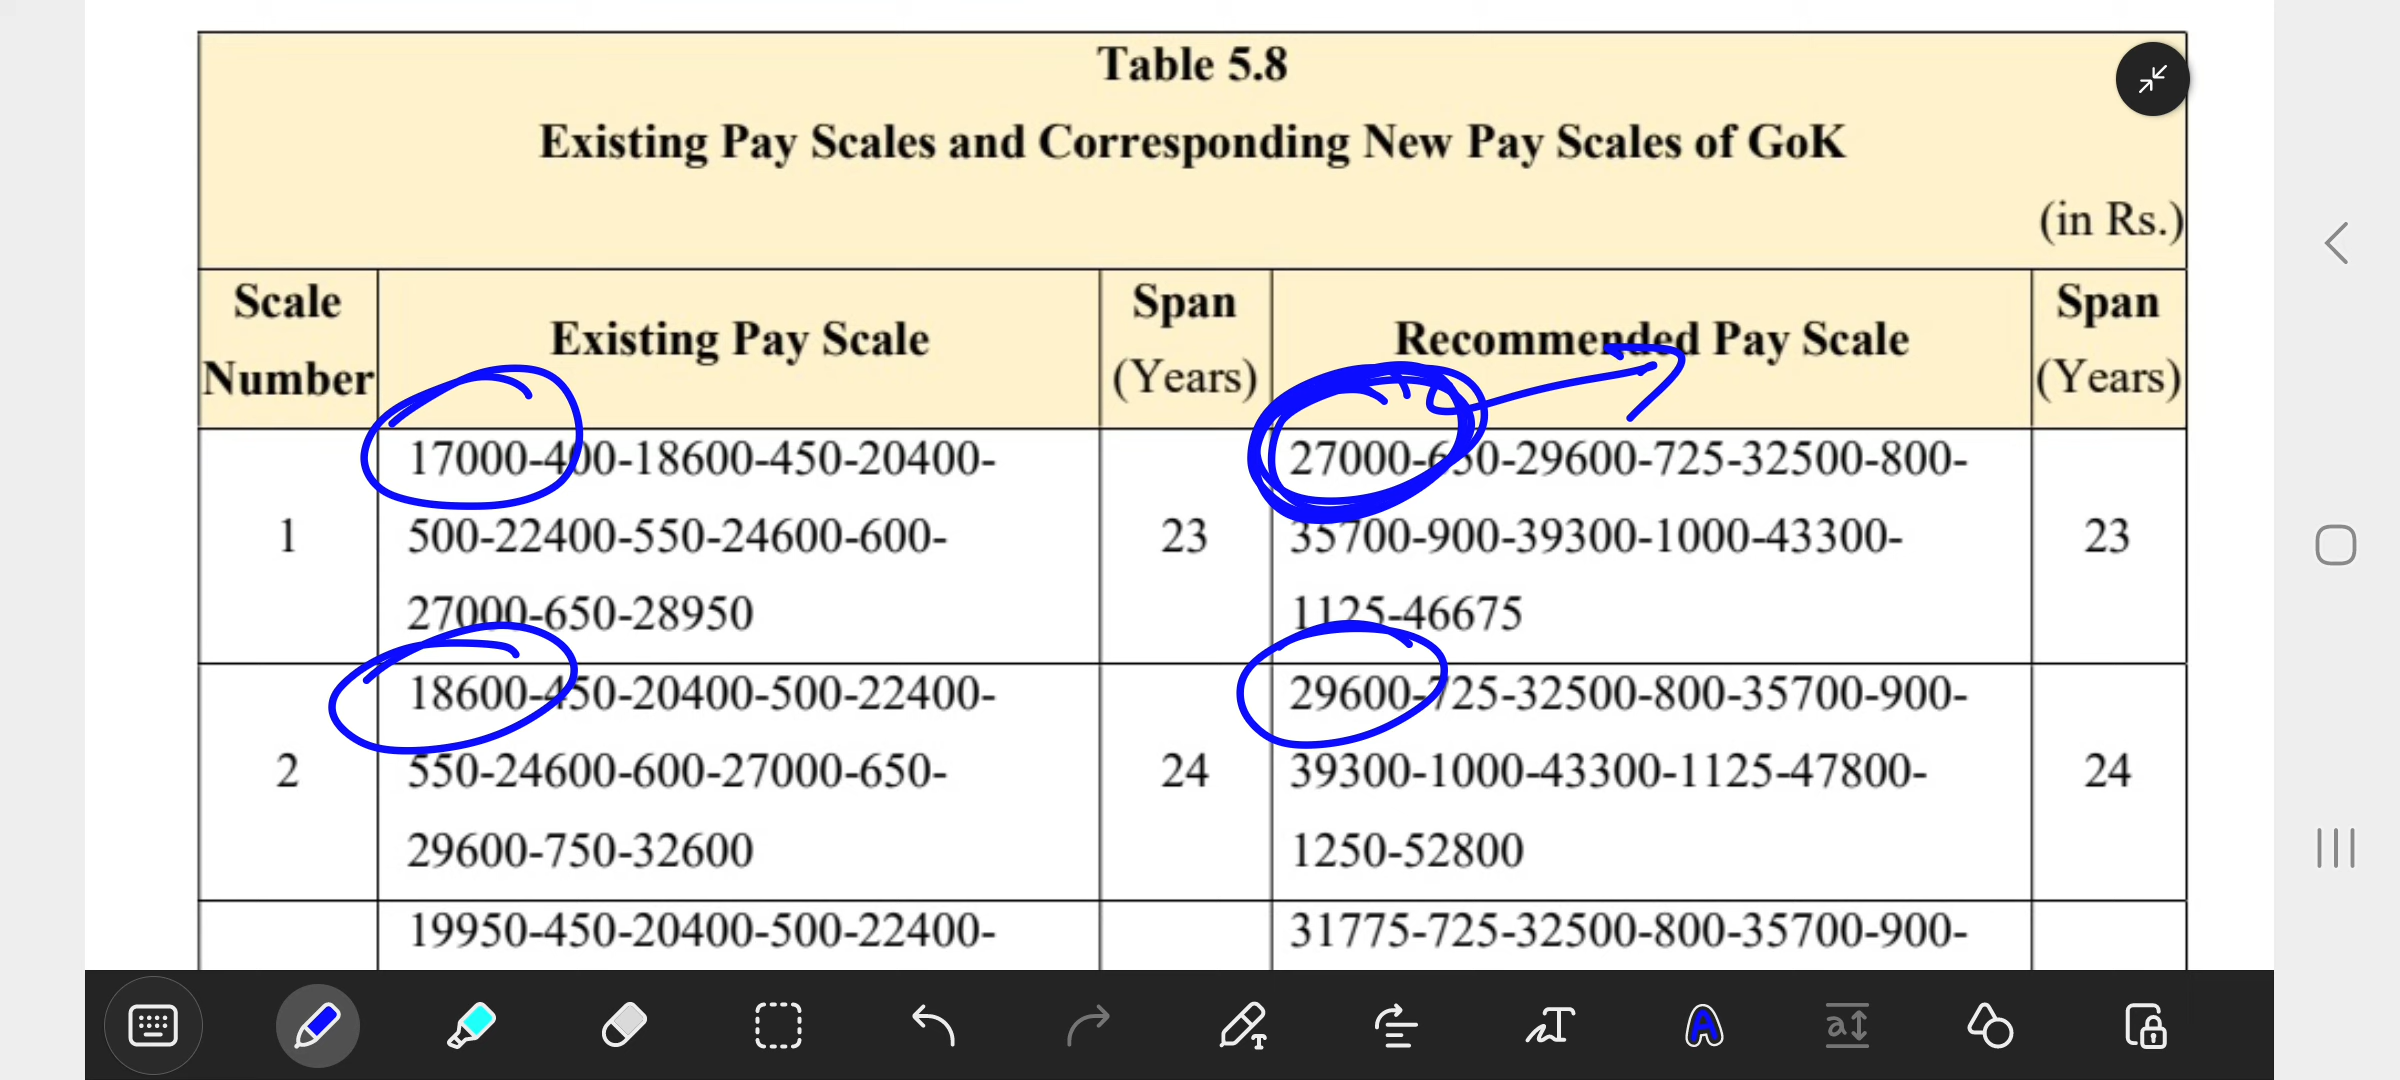 Table 5.8
Existing Pay Scales and Corresponding New Pay Scales of GoK
(in Rs.)
Scale Number
Existing Pay Scale
Span (Years)
Recommended Pay Scale
Span (Years)
1
17000-400-18600-450-20400-
500-22400-550-24600-600-
27000-650-28950
23
27000-650-29600-725-32500-800-
35700-900-39300-1000-43300-
1125-46675
23
2
18600-450-20400-500-22400-
550-24600-600-27000-650-
29600-750-32600
24
29600-725-32500-800-35700-900-
39300-1000-43300-1125-47800-
1250-52800
24
19950-450-20400-500-22400-
31775-725-32500-800-35700-900-